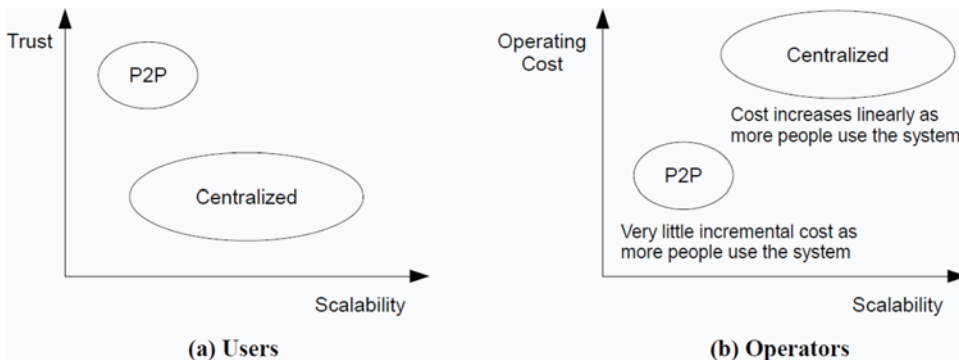 Trust
P2P
Centralized
Scalability
(a) Users
Operating
Cost
Centralized
Cost increases linearly as
more people use the system
P2P
Very little incremental cost as
more people use the system
Scalability
(b) Operators